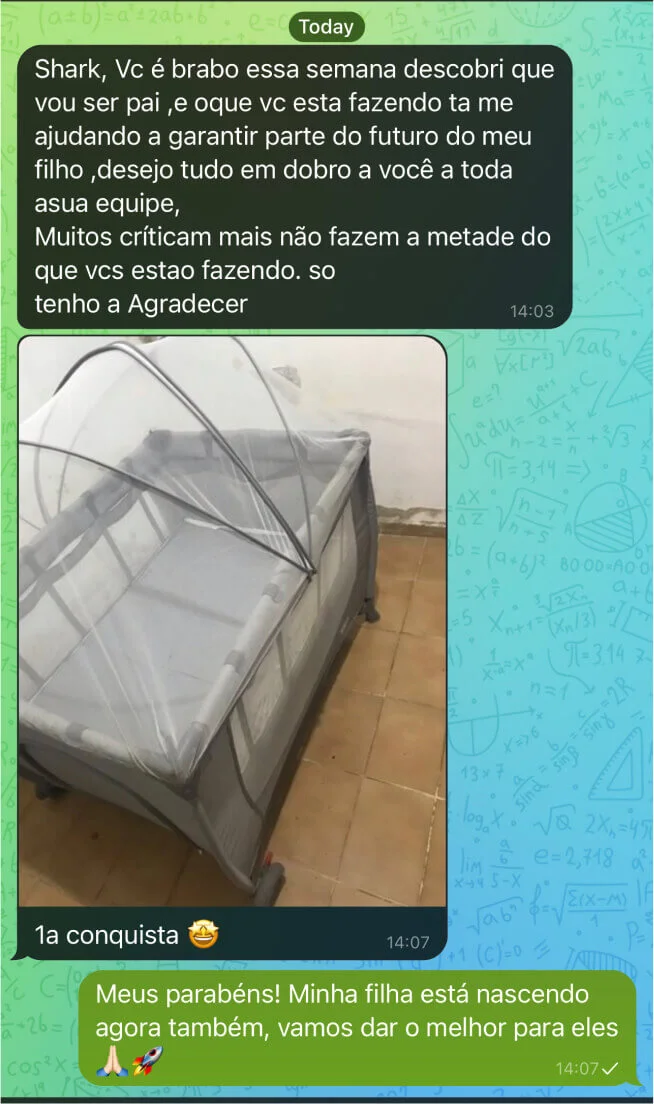 Today
Shark, Vc é brabo essa semana descobri que
vou ser pai ,e oque vc esta fazendo ta me
ajudando a garantir parte do futuro do meu
filho ,desejo tudo em dobro a você a toda
asua equipe,
Muitos críticam mais não fazem a metade do
que vcs estao fazendo. so
tenho a Agradecer
14:03
1a conquista 🤩
14:07
Meus parabéns! Minha filha está nascendo
agora também, vamos dar o melhor para eles
🙏🏻🚀
14:07✓